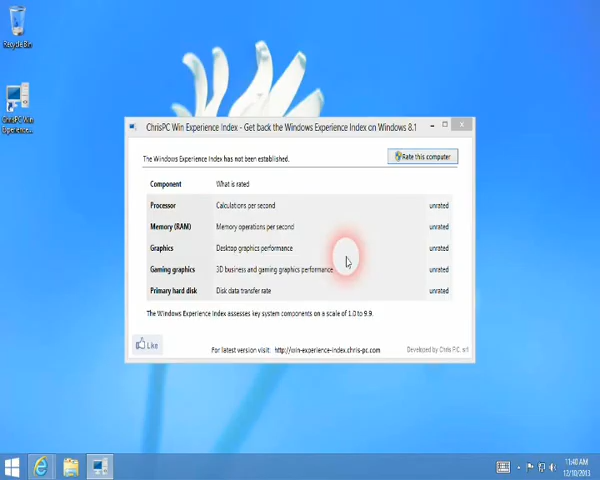 Recycle Bin
ChrisPC Win
Experience...
ChrisPC Win Experience Index - Get back the Windows Experience Index on Windows 8.1
The Windows Experience Index has not been established.
Rate this computer
Component What is rated
Processor Calculations per second unrated
Memory (RAM) Memory operations per second unrated
Graphics Desktop graphics performance unrated
Gaming graphics 3D business and gaming graphics performance unrated
Primary hard disk Disk data transfer rate unrated
The Windows Experience Index assesses key system components on a scale of 1.0 to 9.9.
Like
For latest version visit: http://win-experience-index.chris-pc.com
Developed by Chris P.C. srl
11:40 AM
12/10/2013